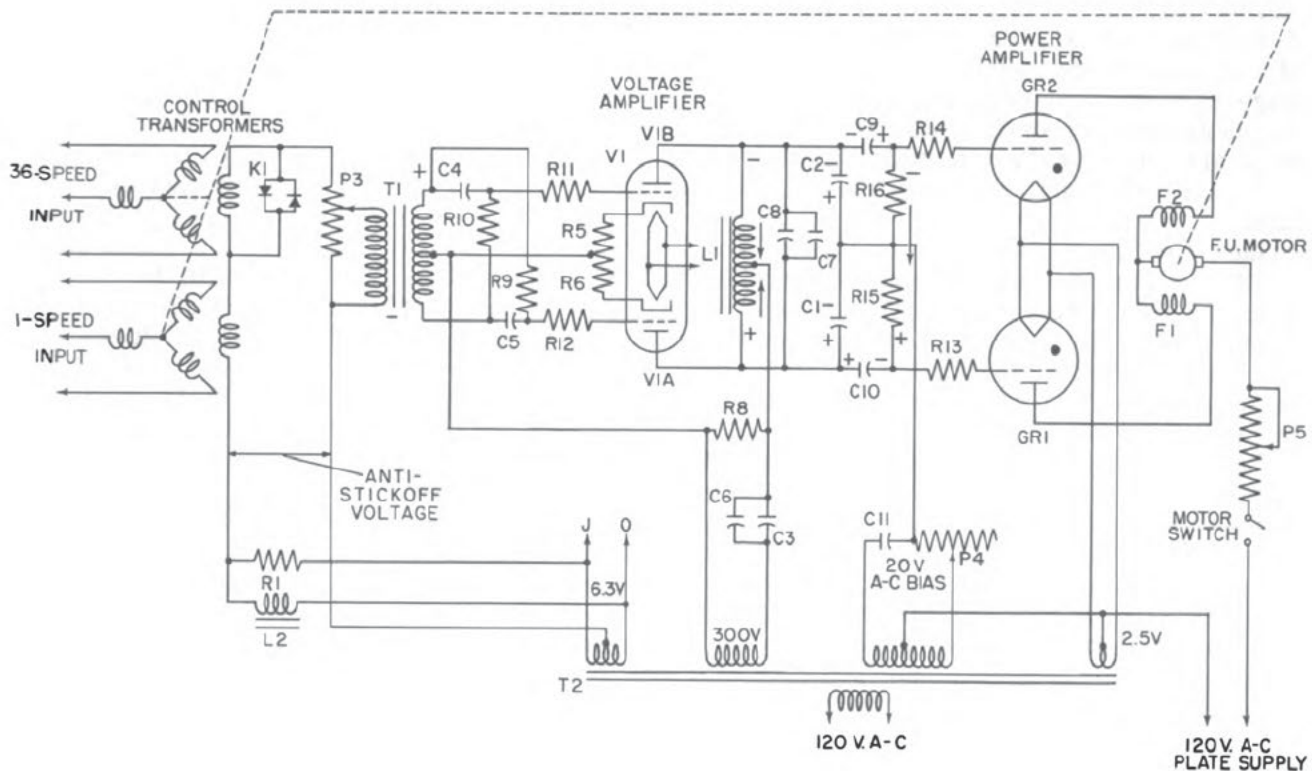 POWER
AMPLIFIER
GR2
VOLTAGE
AMPLIFIER
CONTROL
TRANSFORMERS
V1B
C9
R14
V1
36-SPEED
INPUT
K1
P3
T1
C4
R11
C2
R16
F2
R10
R5
C8
F.U. MOTOR
L1
C7
R9
R6
R15
C1
F1
1-SPEED
INPUT
C5
R12
R13
V1A
C10
R8
GR1
P5
ANTI-
STICKOFF
VOLTAGE
C6
C3
C11
MOTOR
SWITCH
J
O
P4
20V
A-C BIAS
R1
6.3V
L2
300V
2.5V
T2
120 V. A-C
120 V. A-C
PLATE SUPPLY